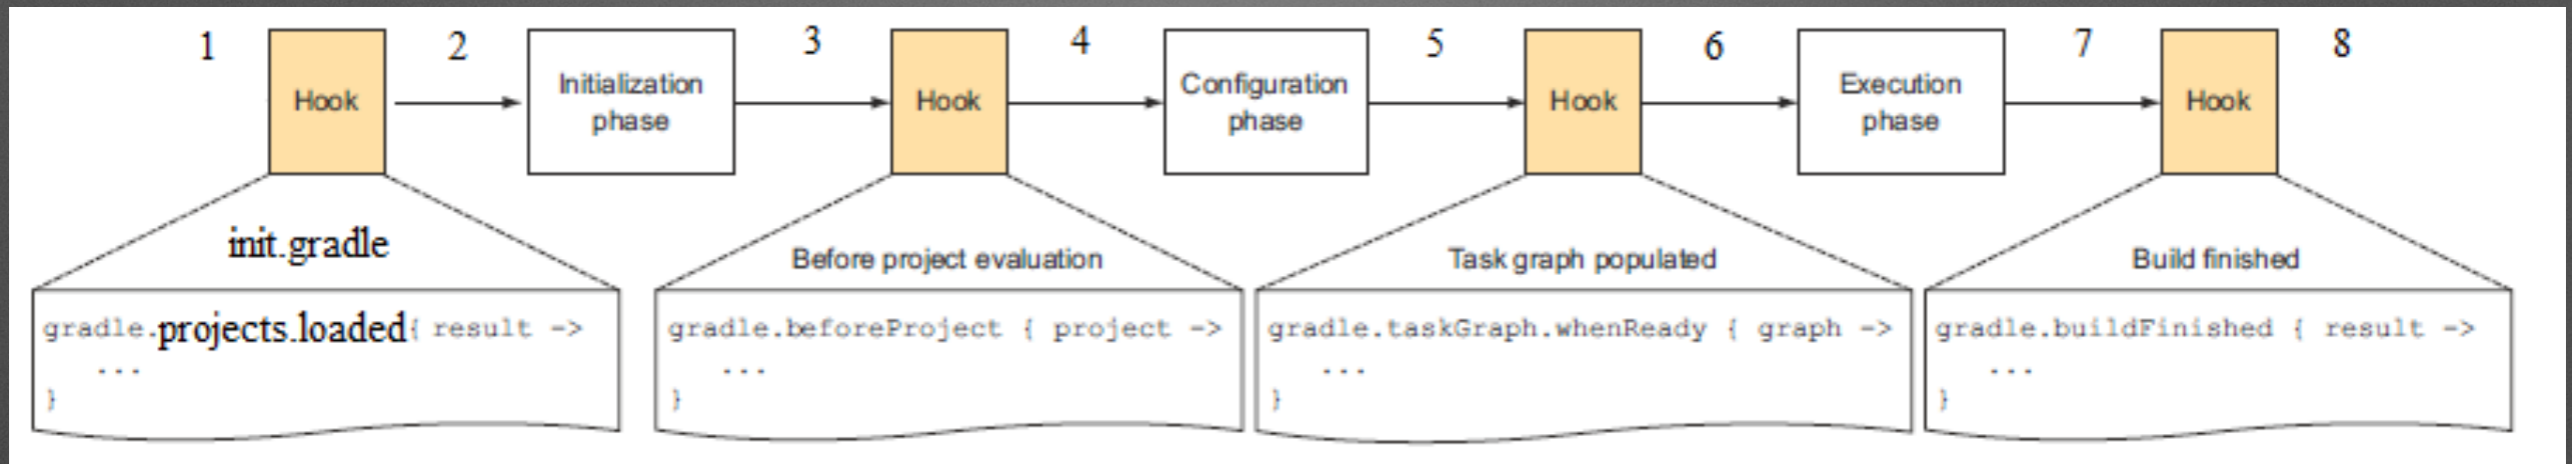 1
2
3
4
5
6
7
8
Hook
Initialization
phase
Hook
Configuration
phase
Hook
Execution
phase
Hook
init.gradle
gradle.projects.loaded{ result ->
...
}
Before project evaluation
gradle.beforeProject { project ->
...
}
Task graph populated
gradle.taskGraph.whenReady { graph ->
...
}
Build finished
gradle.buildFinished { result ->
...
}